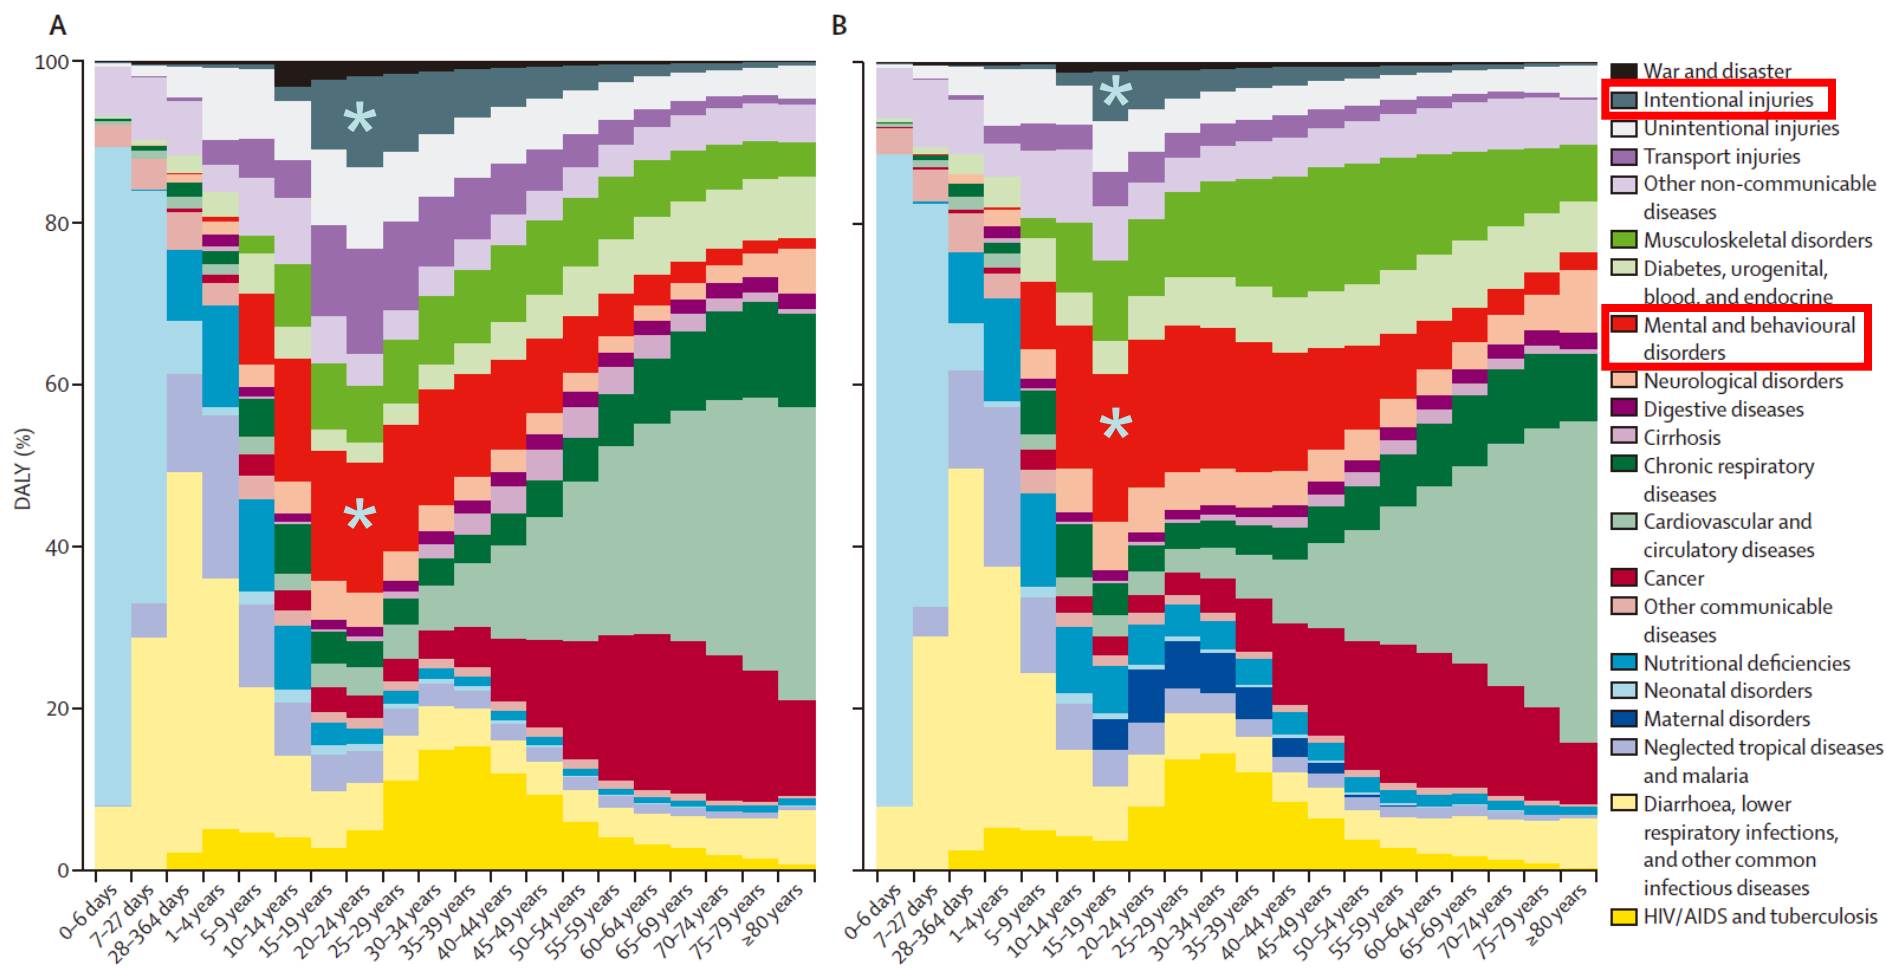 A
B
100
80
60
40
20
0
DALY (%)
0–6 days
7–27 days
28–364 days
1–4 years
5–9 years
10–14 years
15–19 years
20–24 years
25–29 years
30–34 years
35–39 years
40–44 years
45–49 years
50–54 years
55–59 years
60–64 years
65–69 years
70–74 years
75–79 years
≥80 years
0–6 days
7–27 days
28–364 days
1–4 years
5–9 years
10–14 years
15–19 years
20–24 years
25–29 years
30–34 years
35–39 years
40–44 years
45–49 years
50–54 years
55–59 years
60–64 years
65–69 years
70–74 years
75–79 years
≥80 years
*
*
*
*
War and disaster
Intentional injuries
Unintentional injuries
Transport injuries
Other non-communicable
diseases
Musculoskeletal disorders
Diabetes, urogenital,
blood, and endocrine
Mental and behavioural
disorders
Neurological disorders
Digestive diseases
Cirrhosis
Chronic respiratory
diseases
Cardiovascular and
circulatory diseases
Cancer
Other communicable
diseases
Nutritional deficiencies
Neonatal disorders
Maternal disorders
Neglected tropical diseases
and malaria
Diarrhoea, lower
respiratory infections,
and other common
infectious diseases
HIV/AIDS and tuberculosis